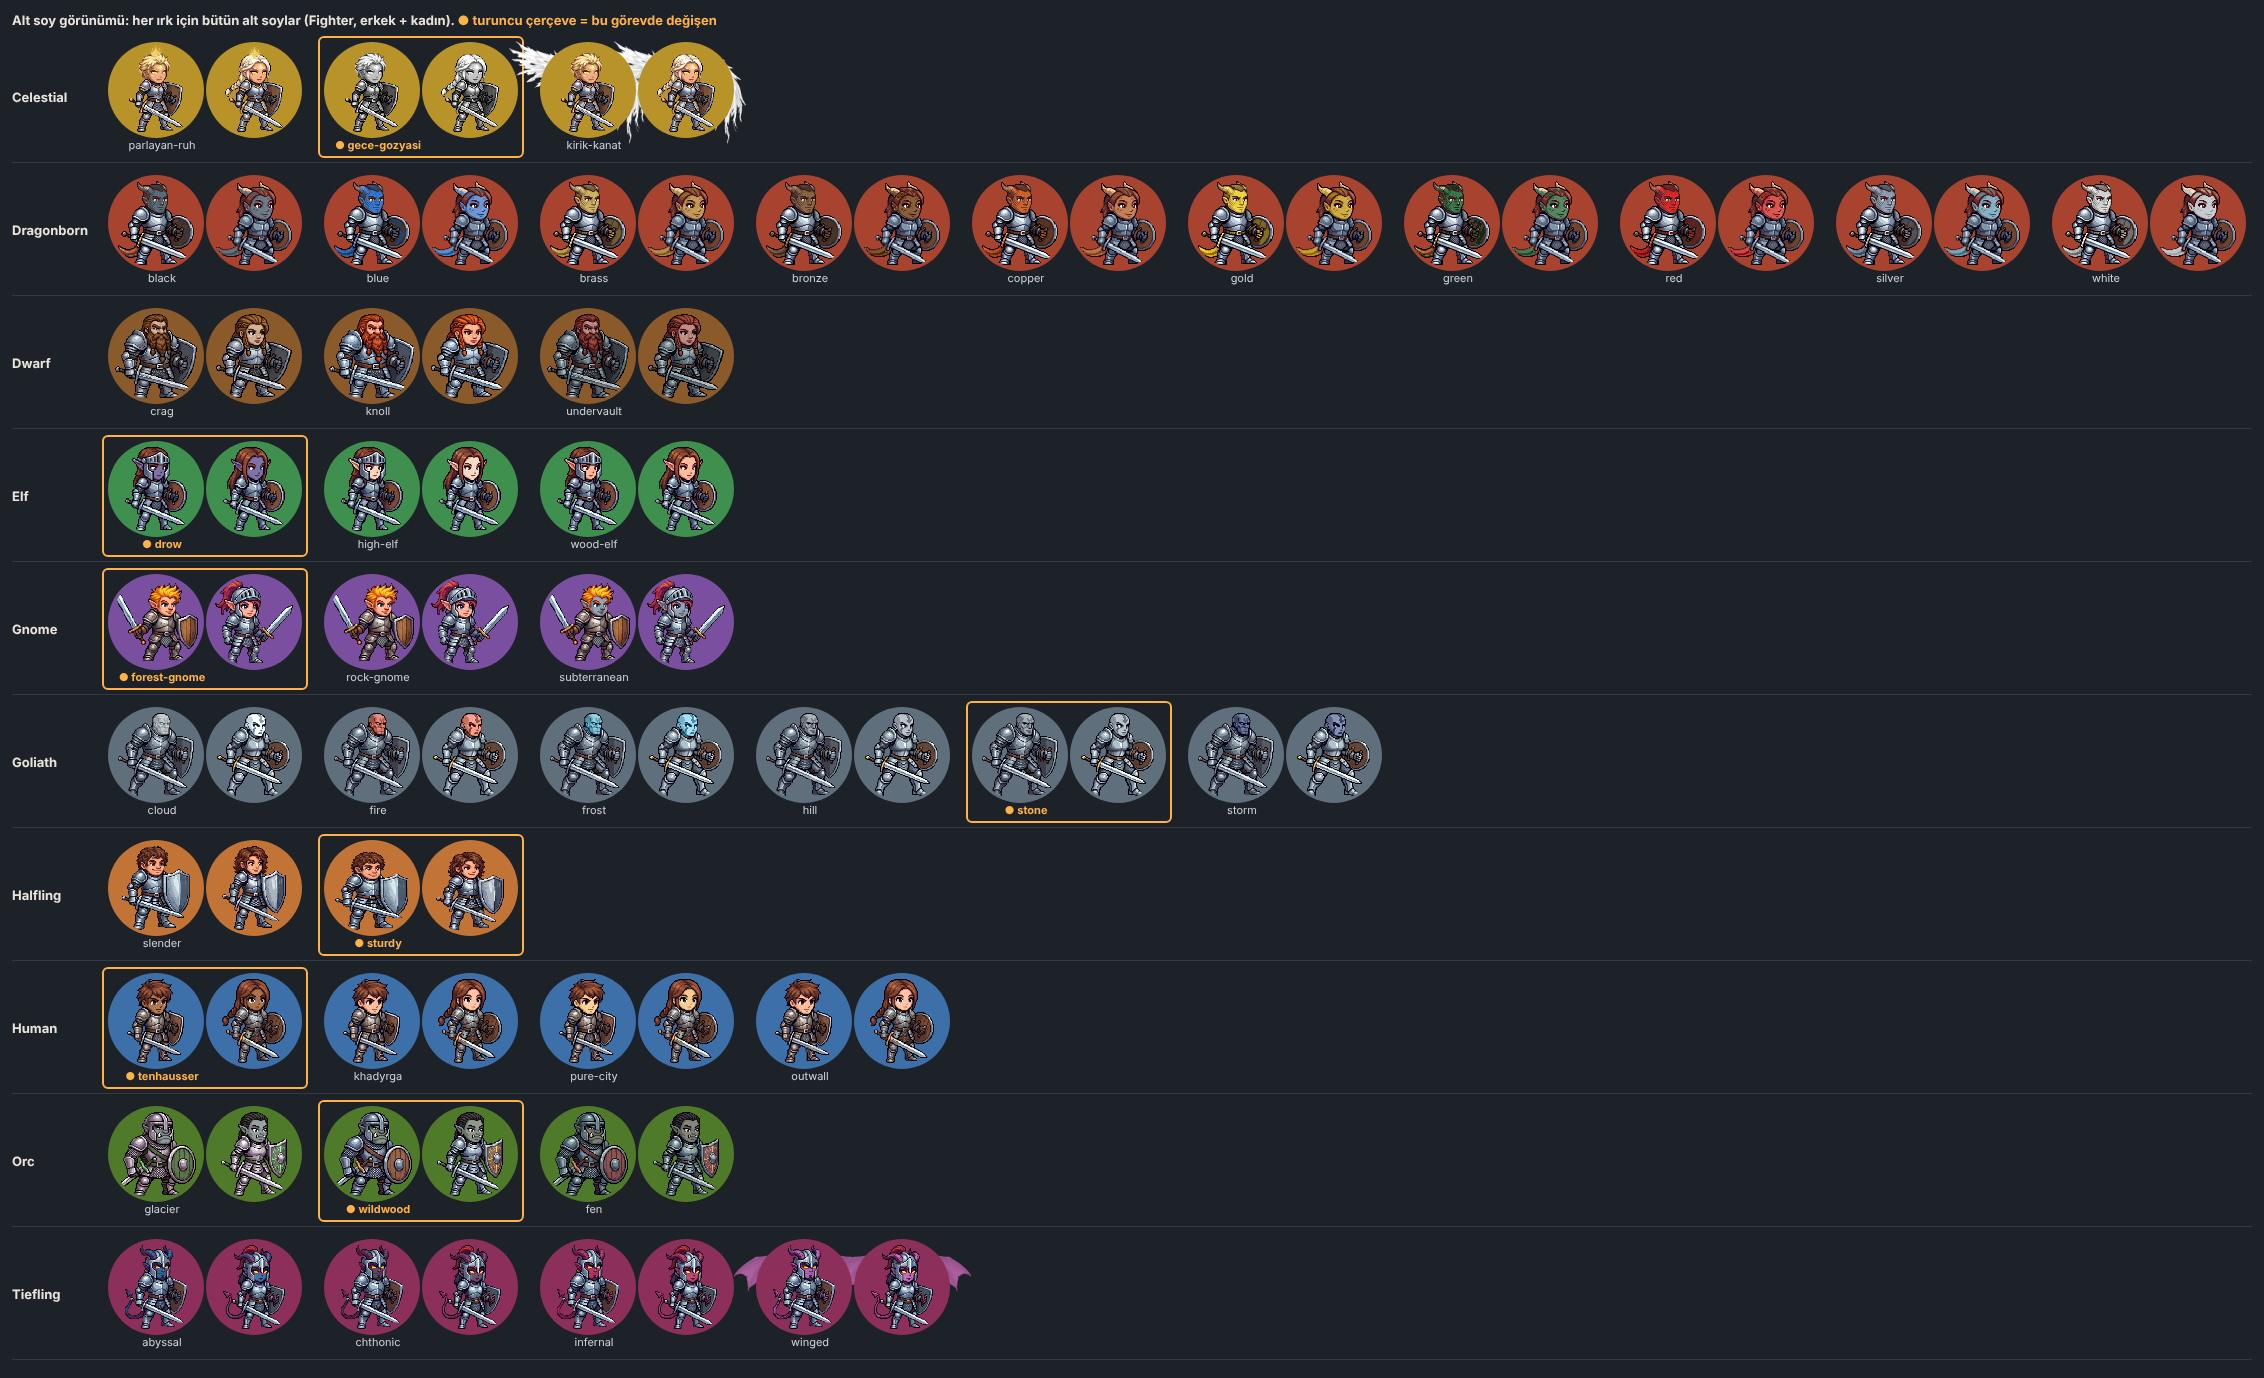 Alt soy görünümü: her ırk için bütün alt soylar (Fighter, erkek + kadın). ● turuncu çerçeve = bu görevde değişen
Celestial
parlayan-ruh
● gece-gozyasi
kirik-kanat
Dragonborn
black
blue
brass
bronze
copper
gold
green
red
silver
white
Dwarf
crag
knoll
undervault
Elf
● drow
high-elf
wood-elf
Gnome
● forest-gnome
rock-gnome
subterranean
Goliath
cloud
fire
frost
hill
● stone
storm
Halfling
slender
● sturdy
Human
● tenhausser
khadyrga
pure-city
outwall
Orc
glacier
● wildwood
fen
Tiefling
abyssal
chthonic
infernal
winged